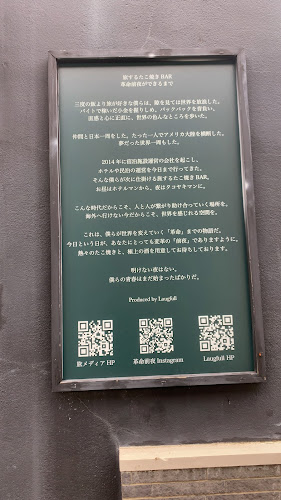 旅するたこ焼きBAR
革命前夜ができるまで
三度の飯より旅が好きな僕らは、隙を見ては世界を放浪した。
バイトで稼いだ小金を握りしめ、バックパックを背負い、
直感と心に正直に、世界の色んなところを歩いた。
仲間と日本一周をした。たった一人でアメリカ大陸を横断した。
夢だった世界一周もした。
2014年に宿泊施設運営の会社を起こし、
ホテルや民泊の運営を今日まで行ってきた。
そんな僕らが次に仕掛ける旅するたこ焼きBAR。
お昼はホテルマンから、夜はタコヤキマンに。
こんな時代だからこそ、人と人が繋がり助け合っていく場所を。
海外へ行けない今だからこそ、世界を感じれる空間を。
これは、僕らが世界を変えていく「革命」までの物語だ。
今日という日が、あなたにとっても変革の「前夜」でありますように。
熱々のたこ焼きと、極上の酒を用意してお待ちしております。
明けない夜はない。
僕らの青春はまだ始まったばかりだ。
Produced by Laugfull
旅メディア HP
革命前夜 Instagram
Laugfull HP